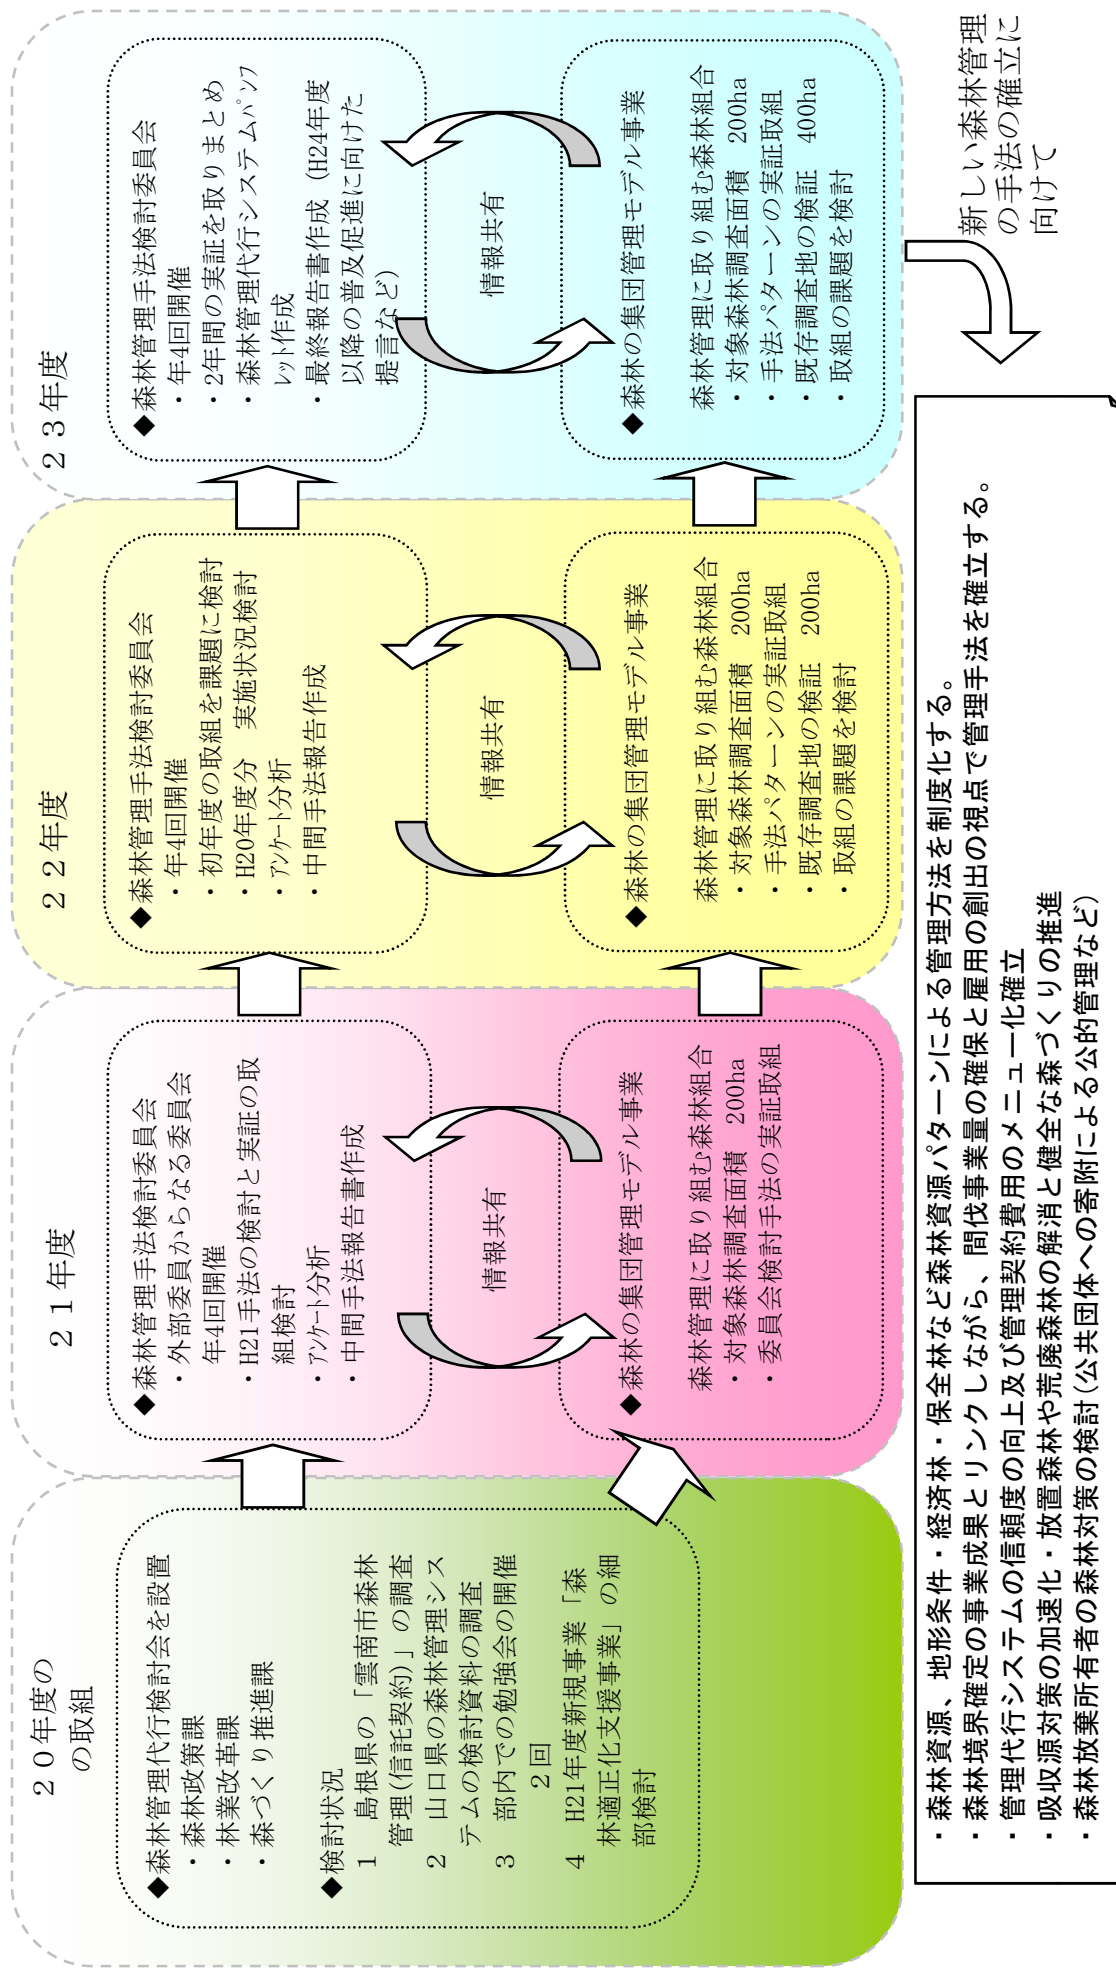 ２０年度の
の取組
◆森林管理代行検討会を設置
・森林政策課
・林業改革課
・森づくり推進課
◆検討状況
1　島根県の「雲南市森林
管理(信託契約)」の調査
2　山口県の森林管理シス
テムの検討資料の調査
3　部内での勉強会の開催
2回
4　H21年度新規事業「森
林適正化支援事業」の細
部検討
２１年度
◆森林管理手法検討委員会
・外部委員からなる委員会
年4回開催
・H21手法の検討と実証の取
組検討
・ｱﾝｹｰﾄ分析
・中間手法報告書作成
情報共有
◆森林の集団管理モデル事業
森林管理に取り組む森林組合
・対象森林調査面積　200ha
・委員会検討手法の実証取組
２２年度
◆森林管理手法検討委員会
・年4回開催
・初年度の取組を課題に検討
・H20年度分　実施状況検討
・ｱﾝｹｰﾄ分析
・中間手法報告作成
情報共有
◆森林の集団管理モデル事業
森林管理に取り組む森林組合
・対象森林調査面積　200ha
・手法パターンの実証取組
・既存調査地の検証　200ha
・取組の課題を検討
２３年度
◆森林管理手法検討委員会
・年4回開催
・2年間の実証を取りまとめ
・森林管理代行システムﾊﾟﾝﾌ
ﾚｯﾄ作成
・最終報告書作成（H24年度
以降の普及促進に向けた
提言など）
情報共有
◆森林の集団管理モデル事業
森林管理に取り組む森林組合
・対象森林調査面積　200ha
・手法パターンの実証取組
・既存調査地の検証　400ha
・取組の課題を検討
新しい森林管理
の手法の確立に
向けて
・森林資源、地形条件・経済林・保全林など森林資源パターンによる管理方法を制度化する。
・森林境界確定の事業成果とリンクしながら、間伐事業量の確保と雇用の創出の視点で管理手法を確立する。
・管理代行システムの信頼度の向上及び管理契約費用のメニュー化確立
・吸収源対策の加速化・放置森林や荒廃森林の解消と健全な森づくりの推進
・森林放棄所有者の森林対策の検討(公共団体への寄附による公的管理など)